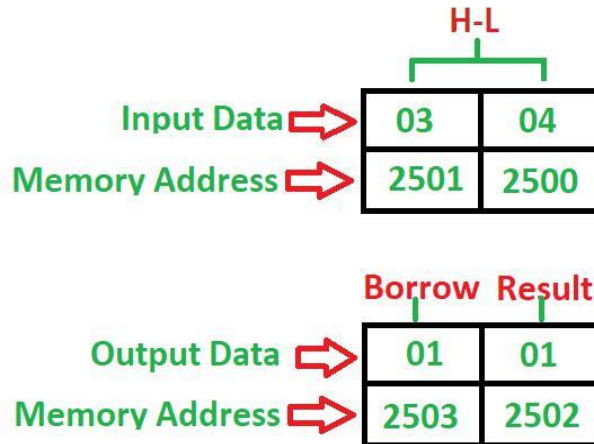 H-L
Input Data 03 04
Memory Address 2501 2500
Borrow Result
Output Data 01 01
Memory Address 2503 2502